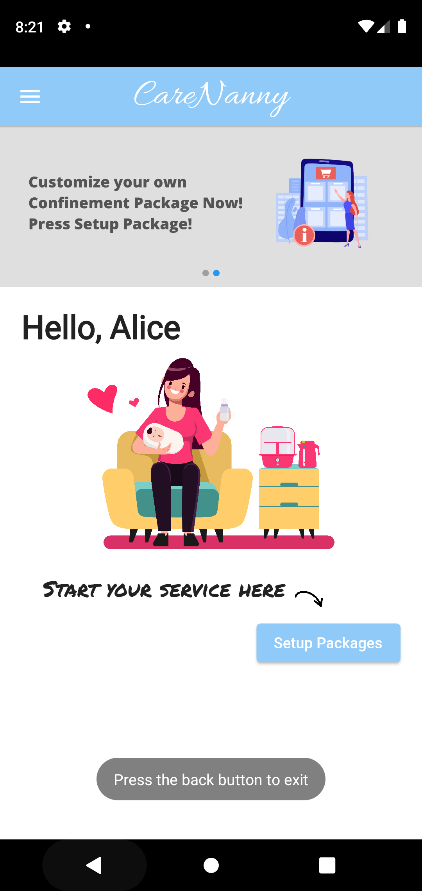 8:21
CareNanny
Customize your own
Confinement Package Now!
Press Setup Package!
Hello, Alice
START YOUR SERVICE HERE
Setup Packages
Press the back button to exit